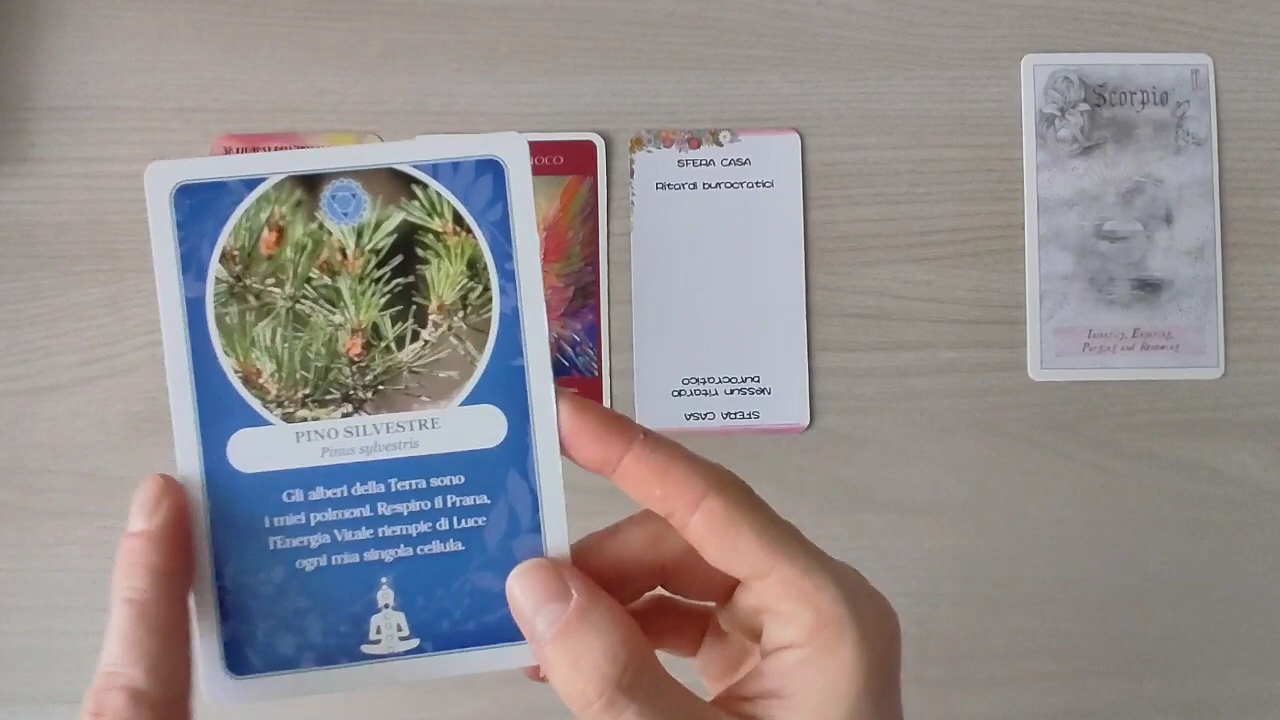 PINO SILVESTRE
Pinus sylvestris
Gli alberi della Terra sono
i miei polmoni. Respiro il Prana,
l'Energia Vitale riempie di Luce
ogni mia singola cellula.
SFERA CASA
Ritardi burocratici
SFERA CASA
Nessun ritardo
burocratico
Scorpio
Intensity,
Purging and Renewing